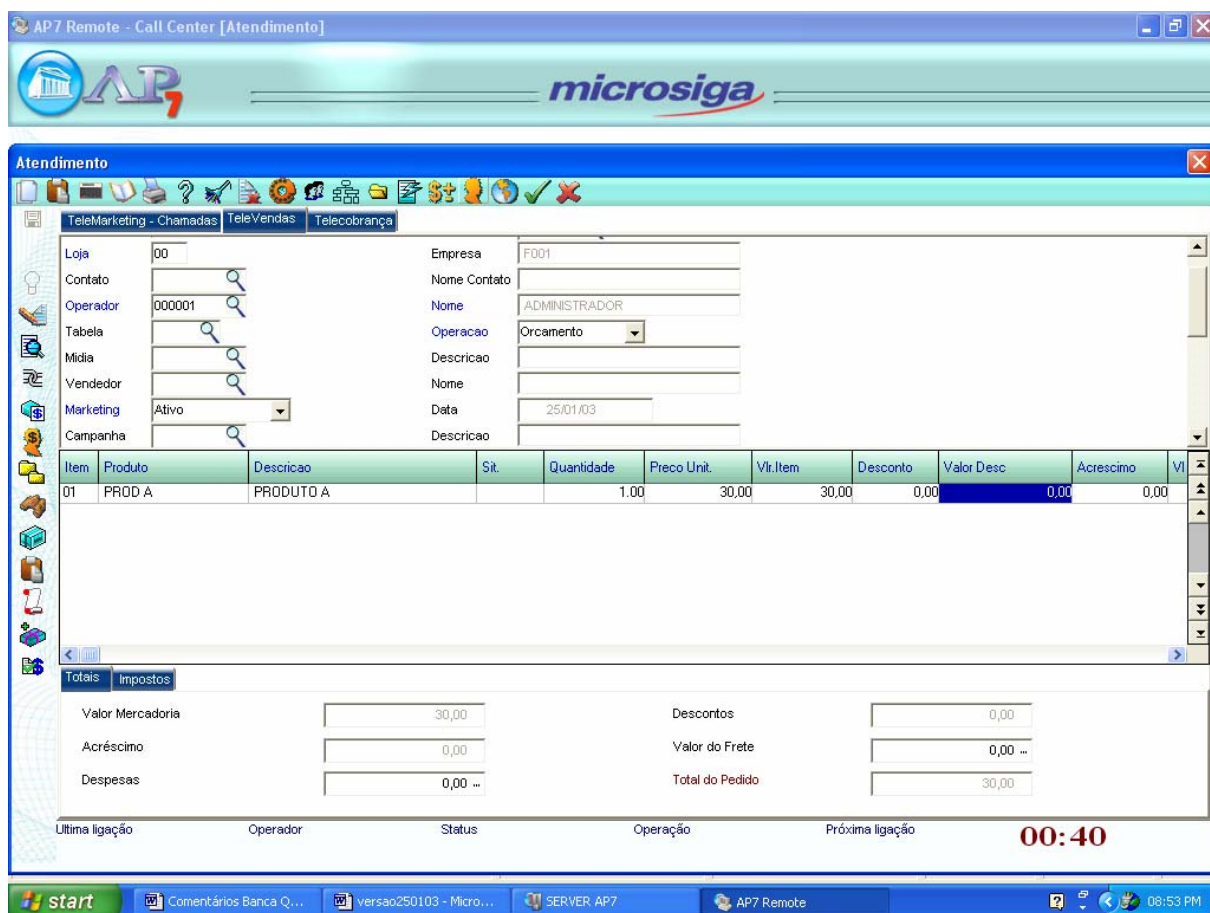 AP7 Remote - Call Center [Atendimento]
AP7 microsiga
Atendimento
TeleMarketing - Chamadas TeleVendas Telecobrança
Loja 00 Empresa F001
Contato Nome Contato
Operador 000001 Nome ADMINISTRADOR
Tabela Operacao Orcamento
Midia Descricao
Vendedor Nome
Marketing Ativo Data 25/01/03
Campanha Descricao
Item Produto Descricao Sit. Quantidade Preco Unit. Vlr.Item Desconto Valor Desc Acrescimo Vl
01 PROD A PRODUTO A 1.00 30,00 30,00 0,00 0,00 0,00
Totais Impostos
Valor Mercadoria 30,00 Descontos 0,00
Acréscimo 0,00 Valor do Frete 0,00 ...
Despesas 0,00 ... Total do Pedido 30,00
Ultima ligação Operador Status Operação Próxima ligação 00:40
start Comentários Banca Q... versao250103 - Micro... SERVER AP7 AP7 Remote 08:53 PM